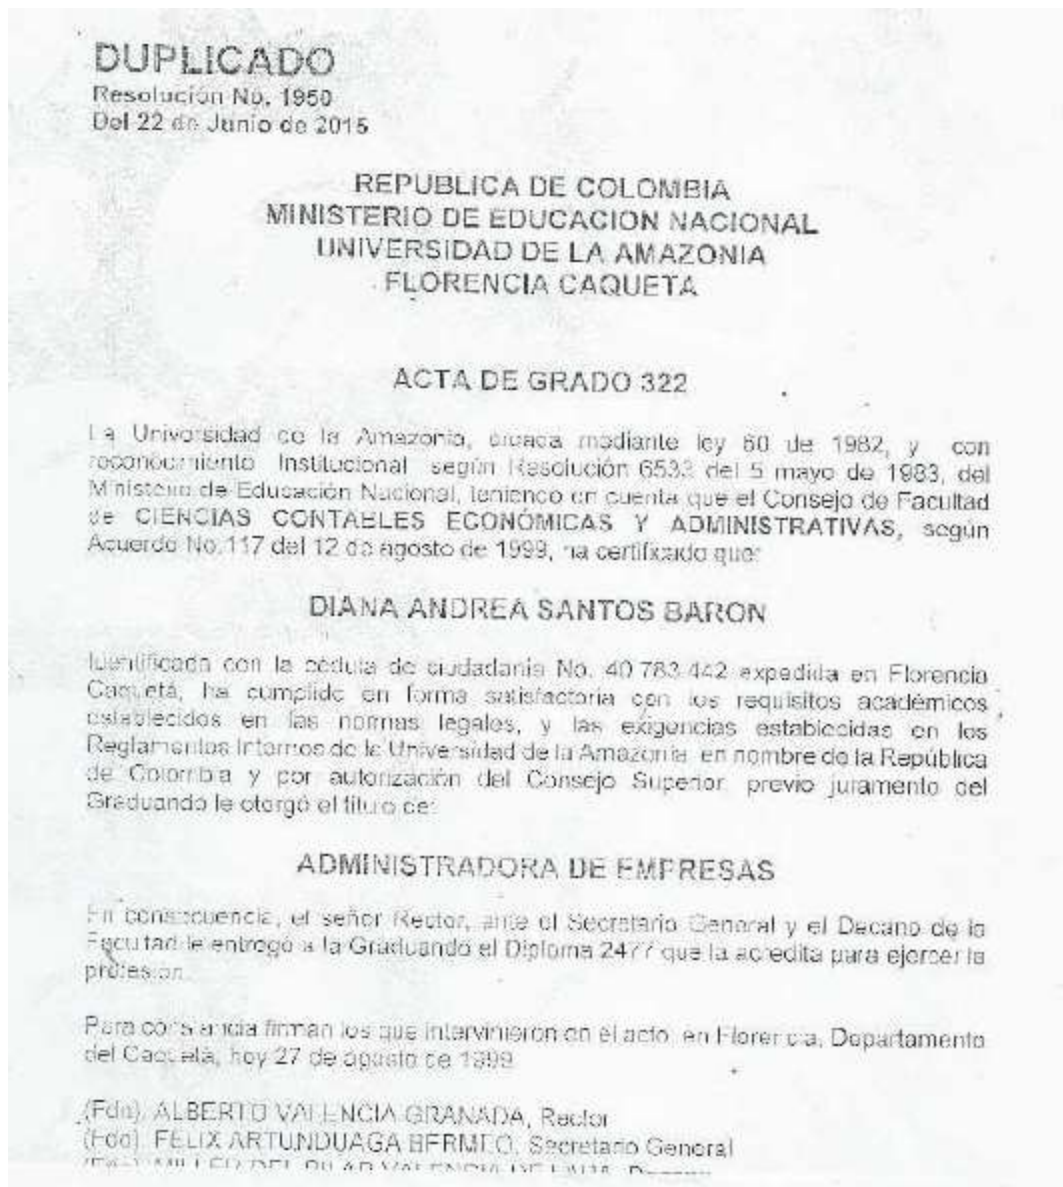 DUPLICADO
Resolución No. 1950
Del 22 de Junio de 2015
REPUBLICA DE COLOMBIA
MINISTERIO DE EDUCACION NACIONAL
UNIVERSIDAD DE LA AMAZONIA
FLORENCIA CAQUETA
ACTA DE GRADO 322
La Universidad de la Amazonia, creada mediante ley 60 de 1982, y con
reconocimiento Institucional según Resolución 6533 del 5 mayo de 1983, del
Ministerio de Educación Nacional, teniendo en cuenta que el Consejo de Facultad
de CIENCIAS CONTABLES ECONÓMICAS Y ADMINISTRATIVAS, según
Acuerdo No.117 del 12 de agosto de 1999, ha certificado que:
DIANA ANDREA SANTOS BARON
Identificada con la cédula de ciudadanía No. 40.783.442 expedida en Florencia
Caquetá, ha cumplido en forma satisfactoria con los requisitos académicos
establecidos en las normas legales, y las exigencias establecidas en los
Reglamentos Internos de la Universidad de la Amazonia en nombre de la República
de Colombia y por autorización del Consejo Superior previo juramento del
Graduando le otorgó el título de:
ADMINISTRADORA DE EMPRESAS
En consecuencia, el señor Rector, ante el Secretario General y el Decano de la
Facultad le entregó a la Graduando el Diploma 2477 que la acredita para ejercer la
profesión.
Para constancia firman los que intervinieron en el acto, en Florencia, Departamento
del Caquetá, hoy 27 de agosto de 1999
(Fdo). ALBERTO VALENCIA GRANADA, Rector
(Fdo). FELIX ARTUNDUAGA BERMEO, Secretario General